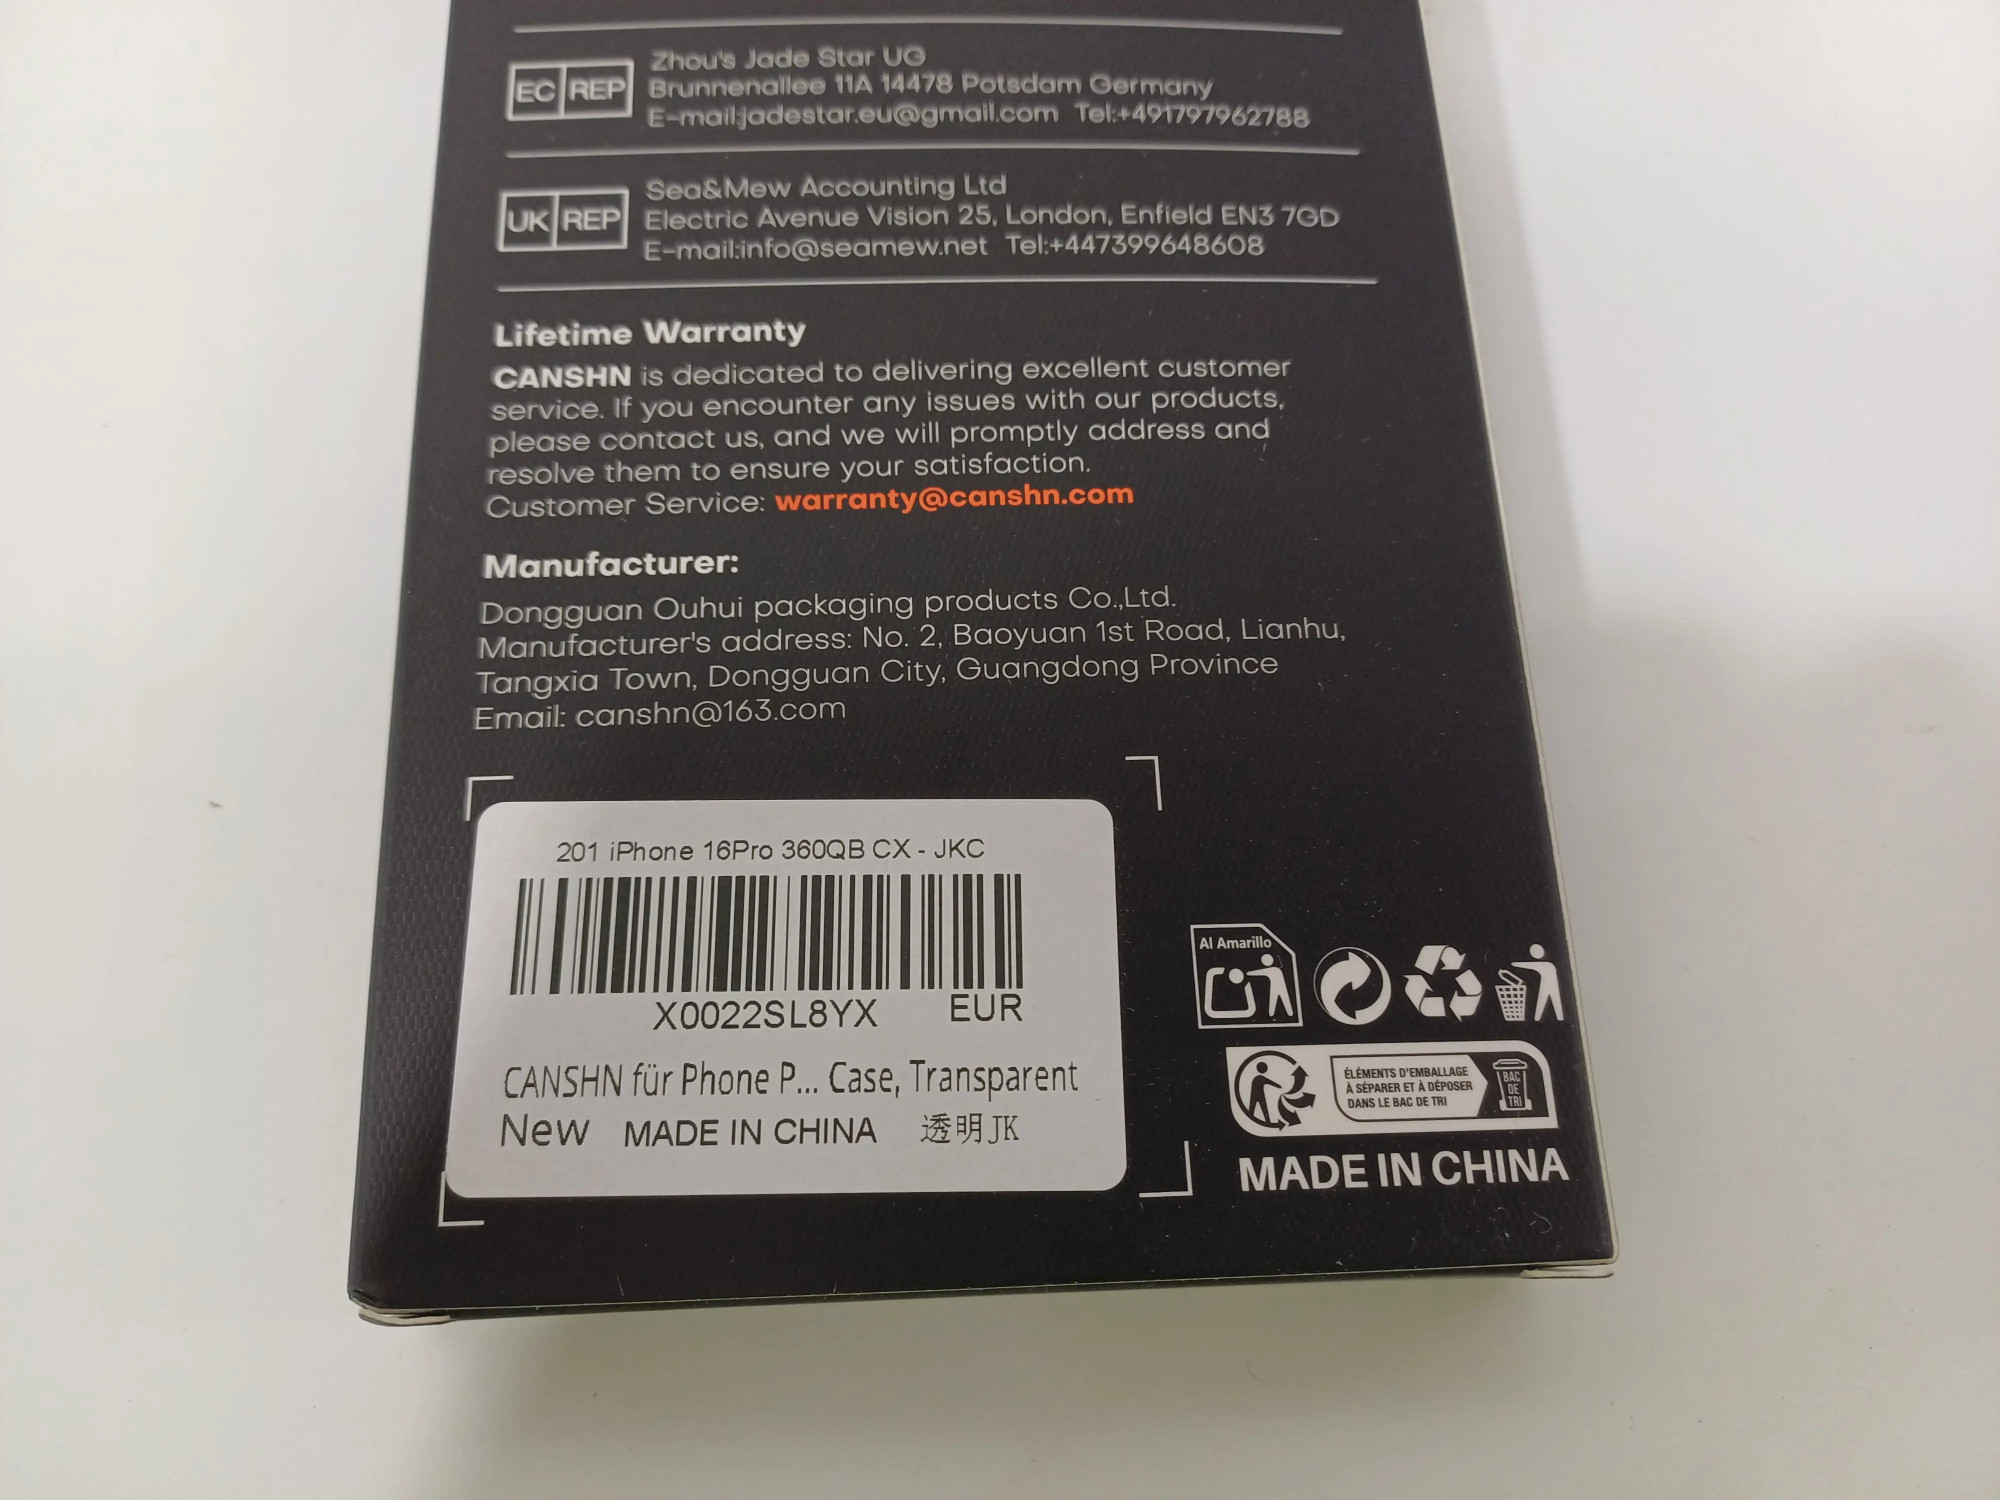 EC REP
Zhou's Jade Star UG
Brunnenallee 11A 14478 Potsdam Germany
E-mail:jadestar.eu@gmail.com Tel:+491797962788
UK REP
Sea&Mew Accounting Ltd
Electric Avenue Vision 25, London, Enfield EN3 7GD
E-mail:info@seamew.net Tel:+447399648608
Lifetime Warranty
CANSHN is dedicated to delivering excellent customer
service. If you encounter any issues with our products,
please contact us, and we will promptly address and
resolve them to ensure your satisfaction.
Customer Service: warranty@canshn.com
Manufacturer:
Dongguan Ouhui packaging products Co.,Ltd.
Manufacturer's address: No. 2, Baoyuan 1st Road, Lianhu,
Tangxia Town, Dongguan City, Guangdong Province
Email: canshn@163.com
201 iPhone 16Pro 360QB CX - JKC
X0022SL8YX EUR
CANSHN für Phone P... Case, Transparent
New MADE IN CHINA 透明JK
Al Amarillo
ÉLÉMENTS D'EMBALLAGE
À SÉPARER ET À DÉPOSER
DANS LE BAC DE TRI
BAC
DE
TRI
MADE IN CHINA